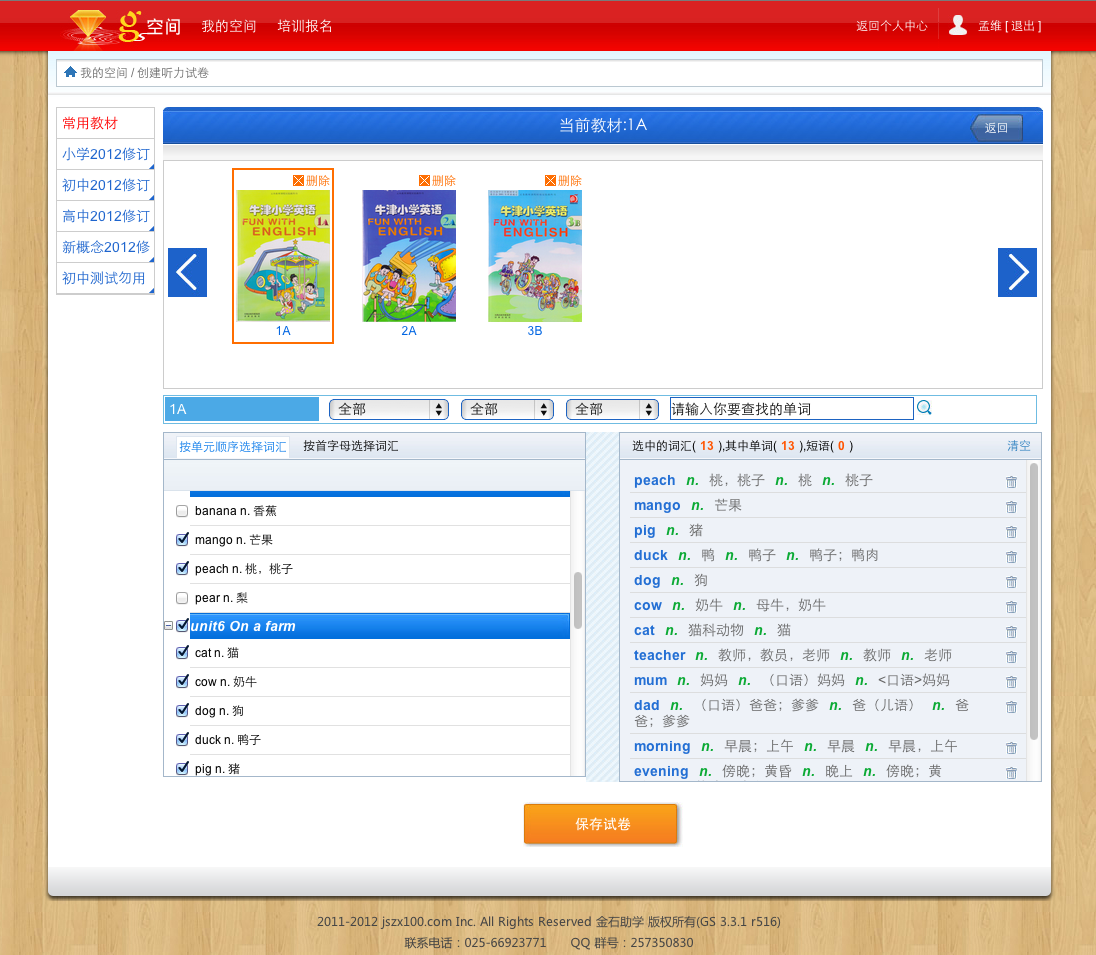 g空间 我的空间 培训报名 返回个人中心 孟维 [ 退出 ]
我的空间 / 创建听力试卷
常用教材
小学2012修订
初中2012修订
高中2012修订
新概念2012修
初中测试勿用
当前教材:1A 返回
删除 删除 删除
牛津小学英语 牛津小学英语 牛津小学英语
FUN WITH FUN WITH FUN WITH
1A 2A 3B
ENGLISH ENGLISH ENGLISH
1A 2A 3B
1A 全部 全部 全部 请输入你要查找的单词
按单元顺序选择词汇 按首字母选择词汇
banana n. 香蕉
mango n. 芒果
peach n. 桃，桃子
pear n. 梨
unit6 On a farm
cat n. 猫
cow n. 奶牛
dog n. 狗
duck n. 鸭子
pig n. 猪
选中的词汇( 13 ),其中单词( 13 ),短语( 0 ) 清空
peach n. 桃，桃子 n. 桃 n. 桃子
mango n. 芒果
pig n. 猪
duck n. 鸭 n. 鸭子 n. 鸭子；鸭肉
dog n. 狗
cow n. 奶牛 n. 母牛，奶牛
cat n. 猫科动物 n. 猫
teacher n. 教师，教员，老师 n. 教师 n. 老师
mum n. 妈妈 n. （口语）妈妈 n. <口语>妈妈
dad n. （口语）爸爸；爹爹 n. 爸（儿语） n. 爸
爸；爹爹
morning n. 早晨；上午 n. 早晨 n. 早晨，上午
evening n. 傍晚；黄昏 n. 晚上 n. 傍晚；黄
保存试卷
2011-2012 jszx100.com Inc. All Rights Reserved 金石助学 版权所有(GS 3.3.1 r516)
联系电话：025-66923771 QQ 群号：257350830